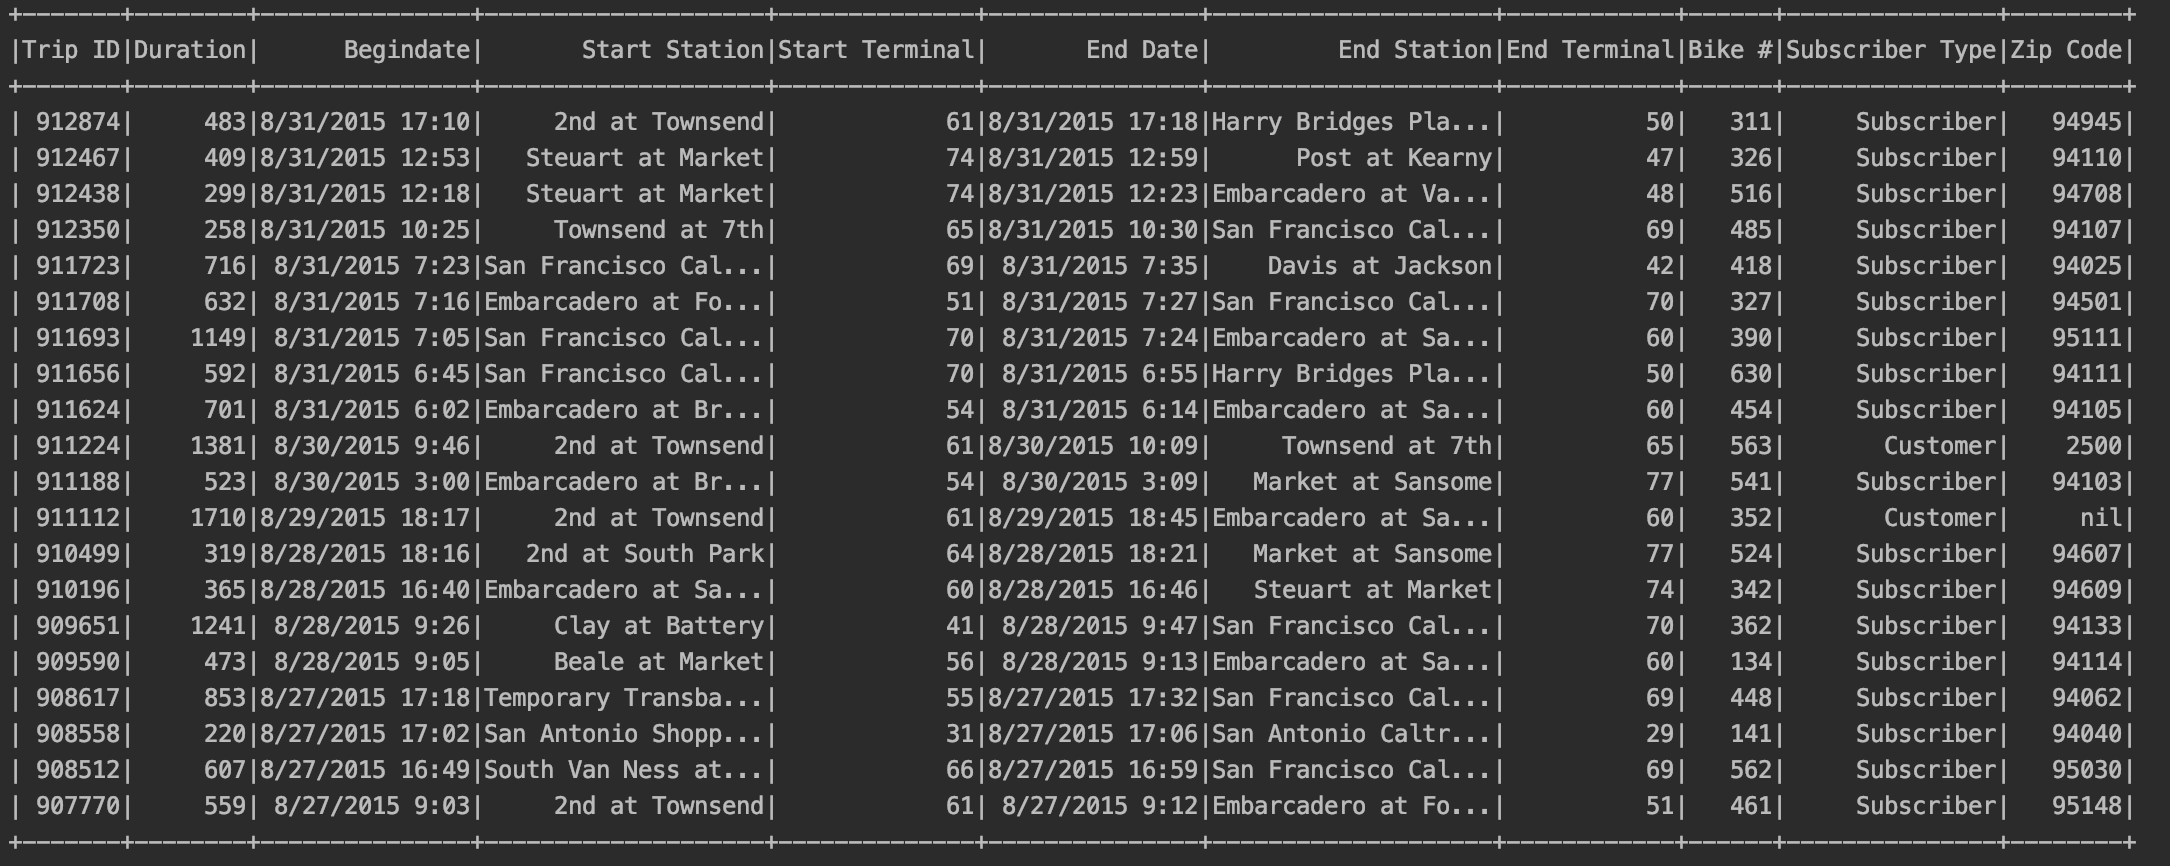 +-------+--------+---------------+--------------------+--------------+---------------+--------------------+------------+------+---------------+--------+
|Trip ID|Duration|      Begindate|       Start Station|Start Terminal|       End Date|         End Station|End Terminal|Bike #|Subscriber Type|Zip Code|
+-------+--------+---------------+--------------------+--------------+---------------+--------------------+------------+------+---------------+--------+
| 912874|     483|8/31/2015 17:10|     2nd at Townsend|            61|8/31/2015 17:18|Harry Bridges Pla...|          50|   311|     Subscriber|   94945|
| 912467|     409|8/31/2015 12:53|   Steuart at Market|            74|8/31/2015 12:59|      Post at Kearny|          47|   326|     Subscriber|   94110|
| 912438|     299|8/31/2015 12:18|   Steuart at Market|            74|8/31/2015 12:23|Embarcadero at Va...|          48|   516|     Subscriber|   94708|
| 912350|     258|8/31/2015 10:25|     Townsend at 7th|            65|8/31/2015 10:30|San Francisco Cal...|          69|   485|     Subscriber|   94107|
| 911723|     716| 8/31/2015 7:23|San Francisco Cal...|            69| 8/31/2015 7:35|    Davis at Jackson|          42|   418|     Subscriber|   94025|
| 911708|     632| 8/31/2015 7:16|Embarcadero at Fo...|            51| 8/31/2015 7:27|San Francisco Cal...|          70|   327|     Subscriber|   94501|
| 911693|    1149| 8/31/2015 7:05|San Francisco Cal...|            70| 8/31/2015 7:24|Embarcadero at Sa...|          60|   390|     Subscriber|   95111|
| 911656|     592| 8/31/2015 6:45|San Francisco Cal...|            70| 8/31/2015 6:55|Harry Bridges Pla...|          50|   630|     Subscriber|   94111|
| 911624|     701| 8/31/2015 6:02|Embarcadero at Br...|            54| 8/31/2015 6:14|Embarcadero at Sa...|          60|   454|     Subscriber|   94105|
| 911224|    1381| 8/30/2015 9:46|     2nd at Townsend|            61|8/30/2015 10:09|     Townsend at 7th|          65|   563|       Customer|    2500|
| 911188|     523| 8/30/2015 3:00|Embarcadero at Br...|            54| 8/30/2015 3:09|   Market at Sansome|          77|   541|     Subscriber|   94103|
| 911112|    1710|8/29/2015 18:17|     2nd at Townsend|            61|8/29/2015 18:45|Embarcadero at Sa...|          60|   352|       Customer|     nil|
| 910499|     319|8/28/2015 18:16|   2nd at South Park|            64|8/28/2015 18:21|   Market at Sansome|          77|   524|     Subscriber|   94607|
| 910196|     365|8/28/2015 16:40|Embarcadero at Sa...|            60|8/28/2015 16:46|   Steuart at Market|          74|   342|     Subscriber|   94609|
| 909651|    1241| 8/28/2015 9:26|     Clay at Battery|            41| 8/28/2015 9:47|San Francisco Cal...|          70|   362|     Subscriber|   94133|
| 909590|     473| 8/28/2015 9:05|     Beale at Market|            56| 8/28/2015 9:13|Embarcadero at Sa...|          60|   134|     Subscriber|   94114|
| 908617|     853|8/27/2015 17:18|Temporary Transba...|            55|8/27/2015 17:32|San Francisco Cal...|          69|   448|     Subscriber|   94062|
| 908558|     220|8/27/2015 17:02|San Antonio Shopp...|            31|8/27/2015 17:06|San Antonio Caltr...|          29|   141|     Subscriber|   94040|
| 908512|     607|8/27/2015 16:49|South Van Ness at...|            66|8/27/2015 16:59|San Francisco Cal...|          69|   562|     Subscriber|   95030|
| 907770|     559| 8/27/2015 9:03|     2nd at Townsend|            61| 8/27/2015 9:12|Embarcadero at Fo...|          51|   461|     Subscriber|   95148|
+-------+--------+---------------+--------------------+--------------+---------------+--------------------+------------+------+---------------+--------+